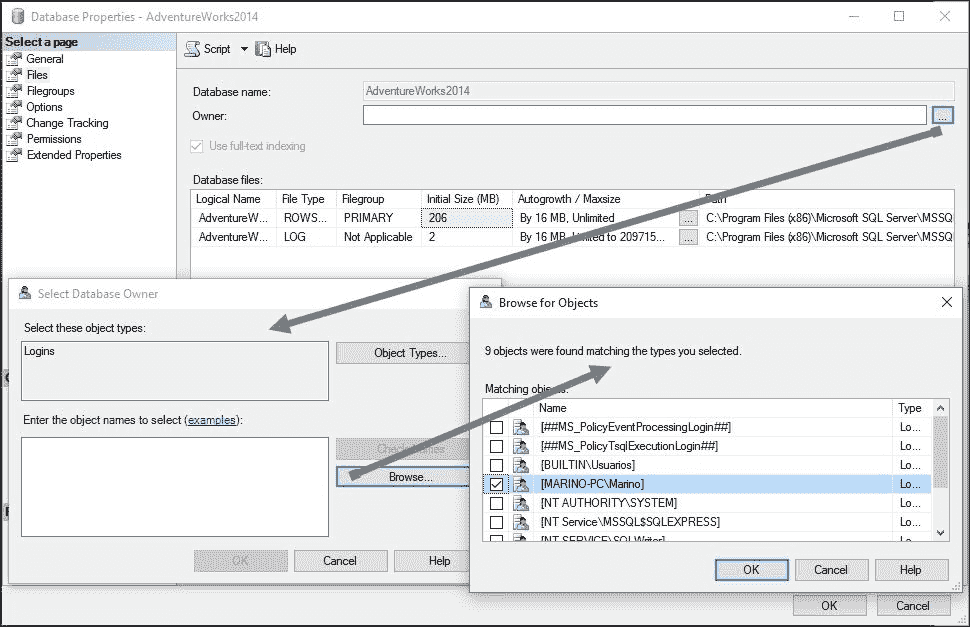 Database Properties - AdventureWorks2014
Select a page
General
Files
Filegroups
Options
Change Tracking
Permissions
Extended Properties
Script Help
Database name: AdventureWorks2014
Owner: ...
Use full-text indexing
Database files:
Logical Name File Type Filegroup Initial Size (MB) Autogrowth / Maxsize
AdventureW... ROWS... PRIMARY 206 By 16 MB, Unlimited ... C:\Program Files (x86)\Microsoft SQL Server\MSSQ
AdventureW... LOG Not Applicable 2 By 16 MB, Limited to 209715... ... C:\Program Files (x86)\Microsoft SQL Server\MSSQ
Select Database Owner
Select these object types:
Logins
Object Types...
Enter the object names to select (examples):
Check Names
Browse...
OK Cancel Help
Browse for Objects
9 objects were found matching the types you selected.
Matching objects:
Name Type
[##MS_PolicyEventProcessingLogin##] Lo...
[##MS_PolicyTsqlExecutionLogin##] Lo...
[BUILTIN\Usuarios] Lo...
[MARINO-PC\Marino] Lo...
[NT AUTHORITY\SYSTEM] Lo...
[NT Service\MSSQL$SQLEXPRESS] Lo...
[NT SERVICE\SQLWriter] Lo...
OK Cancel Help
OK Cancel